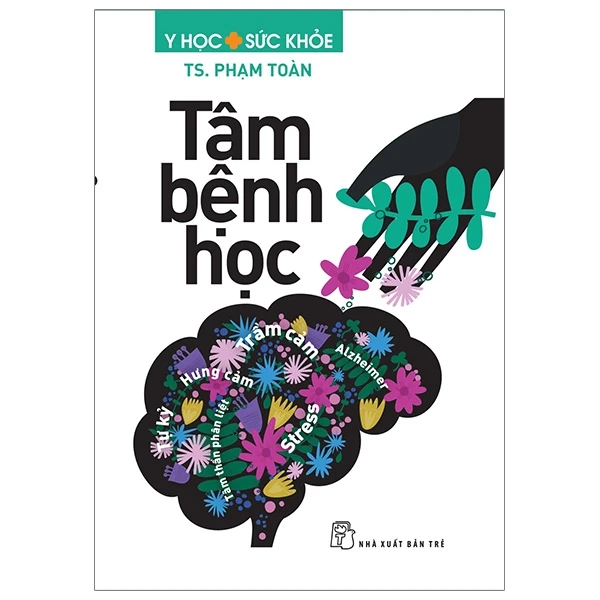 Y HỌC + SỨC KHỎE
TS. PHẠM TOÀN
Tâm
bệnh
học
Trầm cảm
Alzheimer
Hưng cảm
Tự kỷ
Tâm thần phân liệt
Stress
NHÀ XUẤT BẢN TRẺ